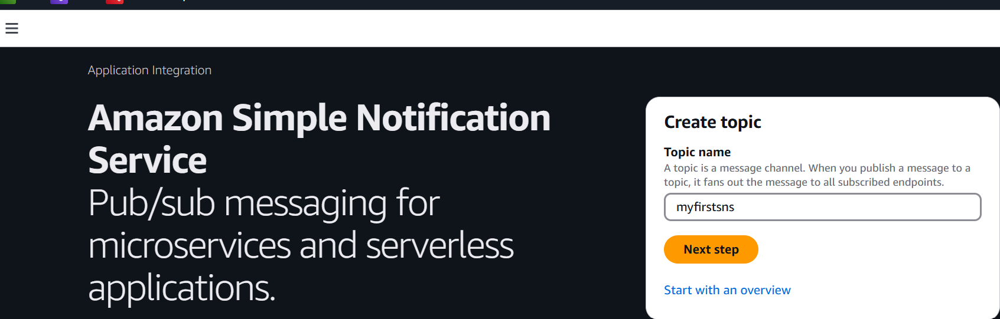 Application Integration
Amazon Simple Notification
Service
Pub/sub messaging for
microservices and serverless
applications.
Create topic
Topic name
A topic is a message channel. When you publish a message to a
topic, it fans out the message to all subscribed endpoints.
myfirstsns
Next step
Start with an overview